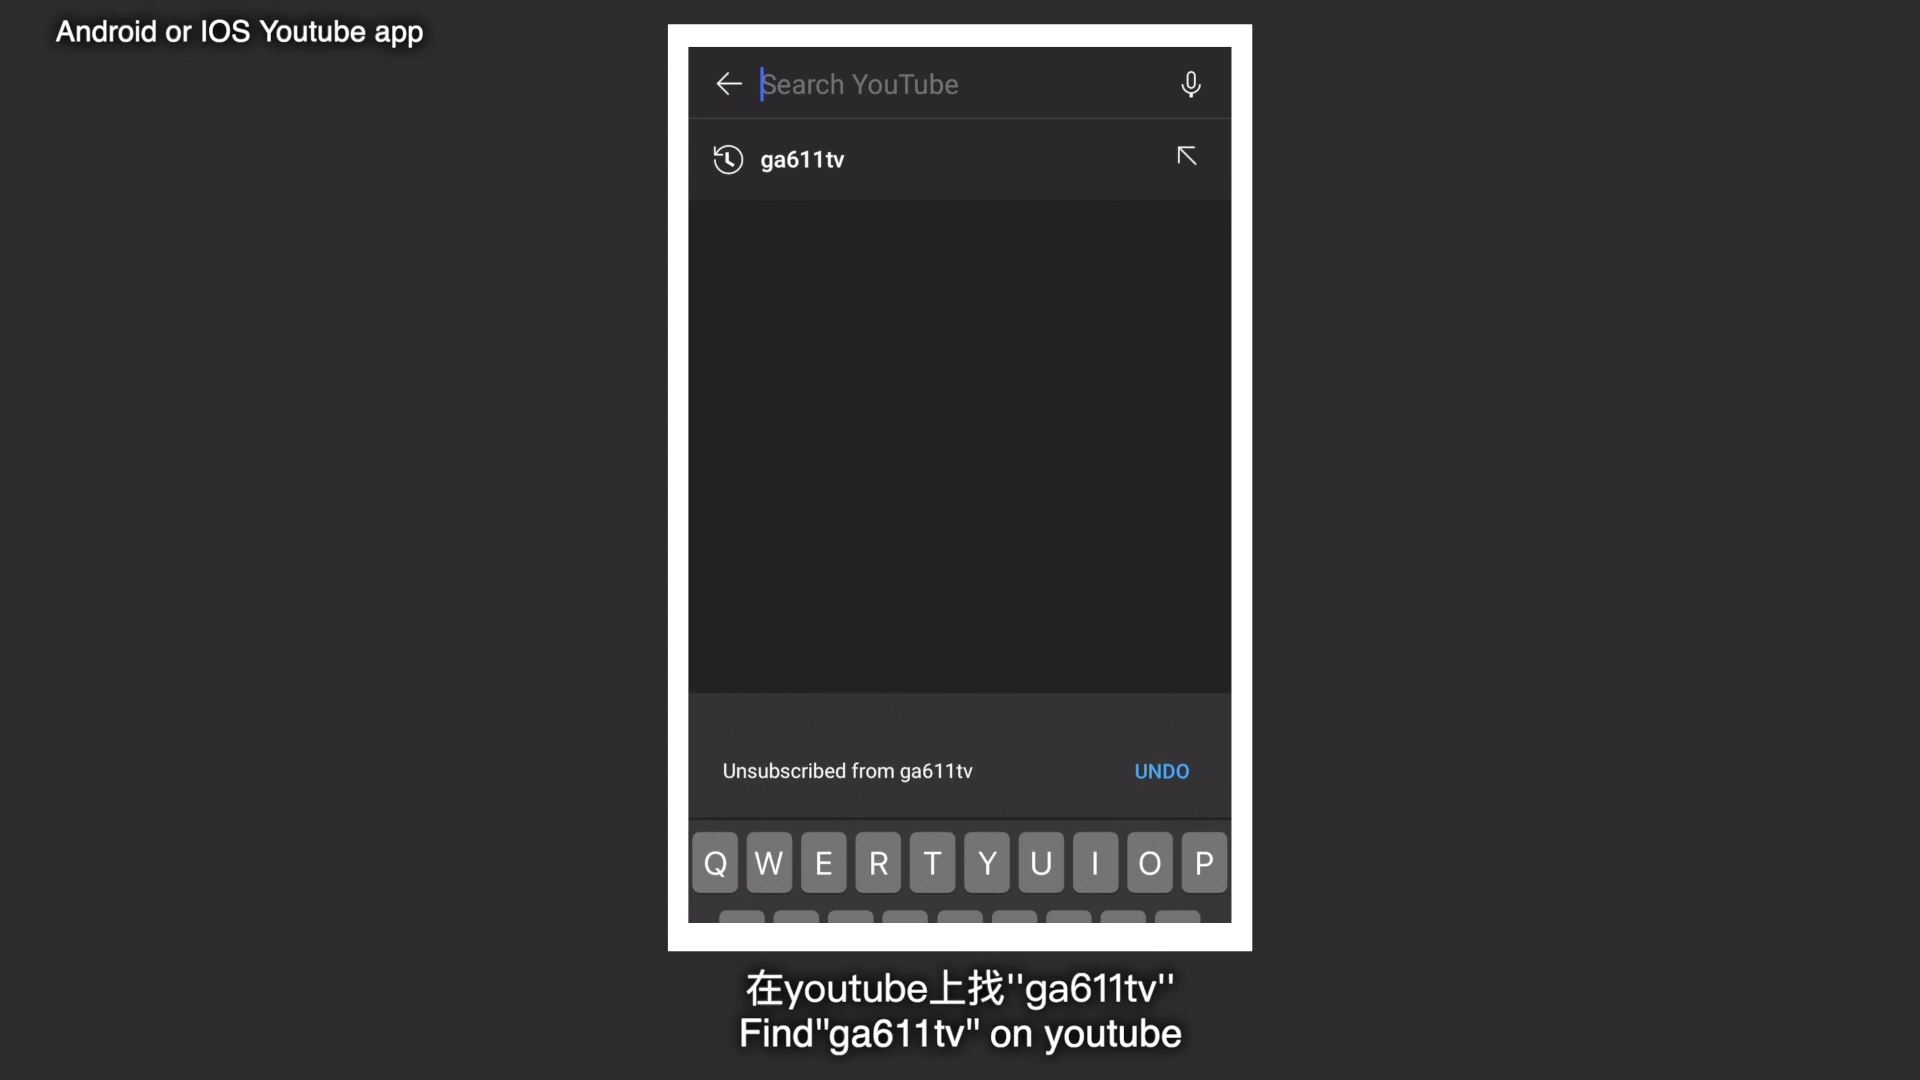 Android or IOS Youtube app
Search YouTube
ga611tv
Unsubscribed from ga611tv UNDO
Q W E R T Y U I O P
在youtube上找''ga611tv''
Find"ga611tv" on youtube